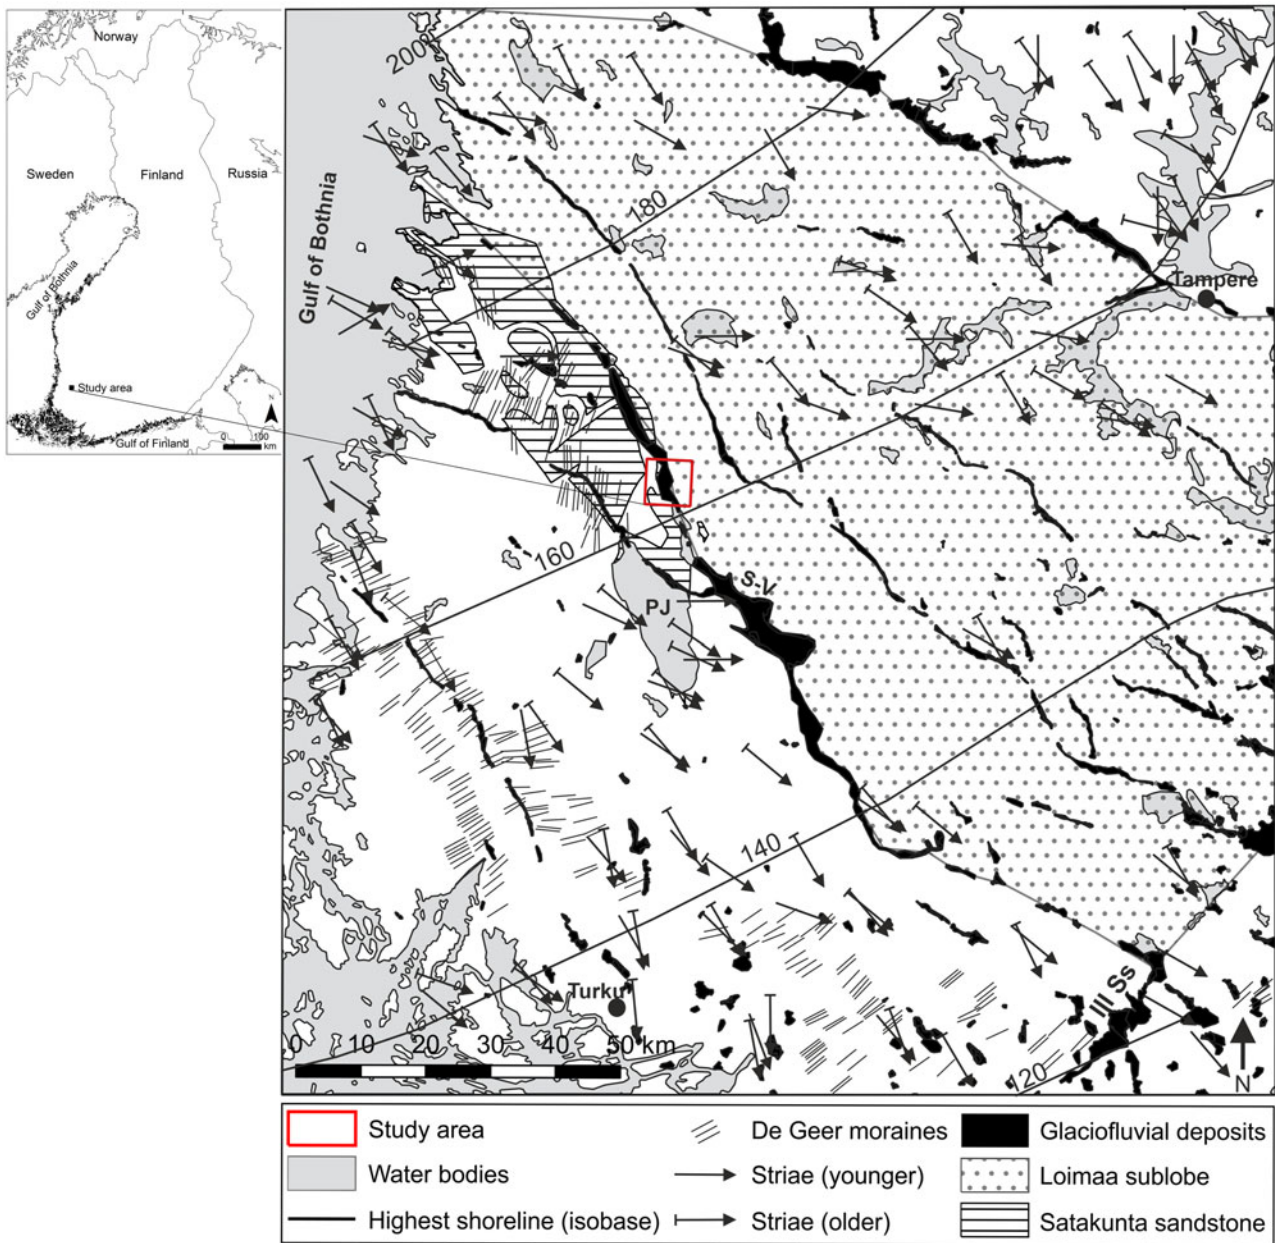 Norway
Sweden
Finland
Russia
Gulf of Bothnia
Study area
N
0 100
km
Gulf of Finland
200
180
Gulf of Bothnia
Tampere
160
S-V
PJ
140
Turku
III Ss
120
0 10 20 30 40 50 km
N
Study area
De Geer moraines
Glaciofluvial deposits
Water bodies
Striae (younger)
Loimaa sublobe
Highest shoreline (isobase)
Striae (older)
Satakunta sandstone